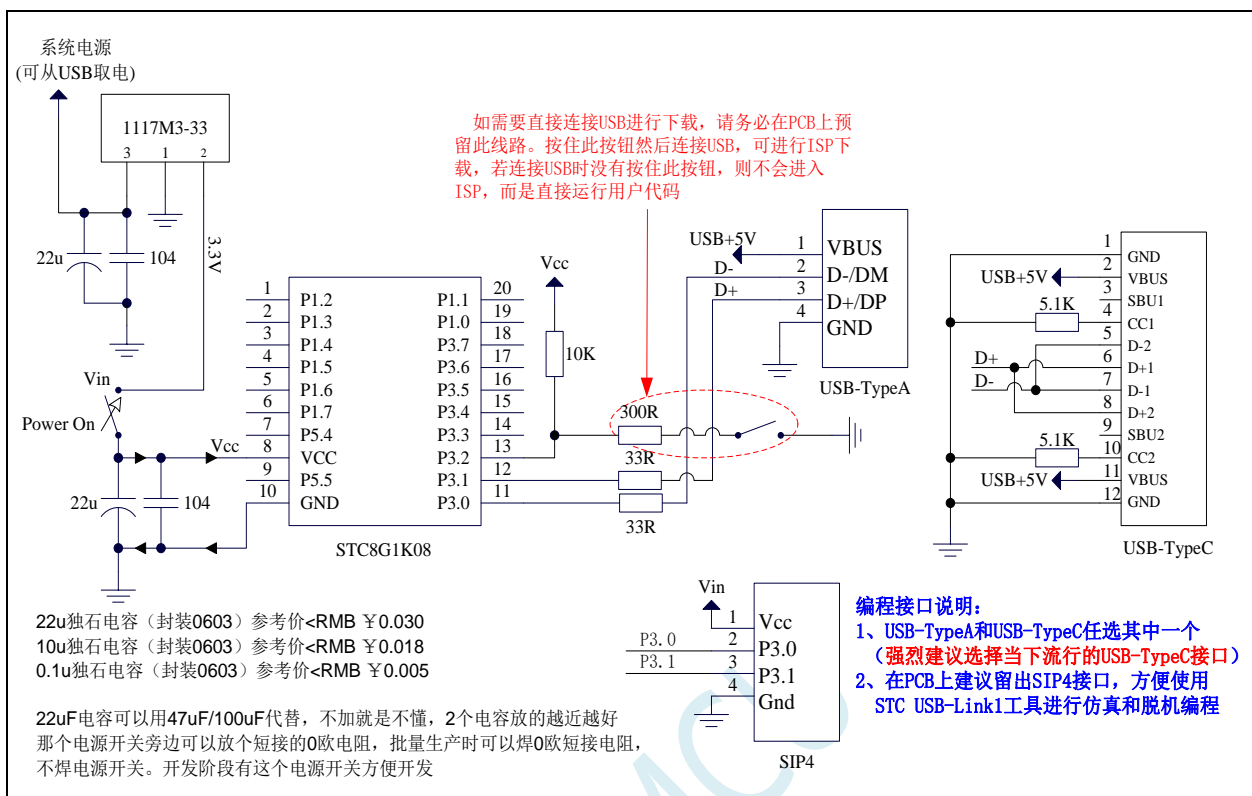 系统电源
(可从USB取电)
1117M3-33
3
1
2
22u
104
3.3V
如需要直接连接USB进行下载，请务必在PCB上预
留此线路。按住此按钮然后连接USB，可进行ISP下
载，若连接USB时没有按住此按钮，则不会进入
ISP，而是直接运行用户代码
Vin
Power On
Vcc
22u
104
1 P1.2
2 P1.3
3 P1.4
4 P1.5
5 P1.6
6 P1.7
7 P5.4
8 VCC
9 P5.5
10 GND
P1.1 20
P1.0 19
P3.7 18
P3.6 17
P3.5 16
P3.4 15
P3.3 14
P3.2 13
P3.1 12
P3.0 11
STC8G1K08
Vcc
10K
300R
33R
33R
USB+5V
D-
D+
1 VBUS
2 D-/DM
3 D+/DP
4 GND
USB-TypeA
USB+5V
5.1K
D+
D-
5.1K
USB+5V
1 GND
2 VBUS
3 SBU1
4 CC1
5 D-2
6 D+1
7 D-1
8 D+2
9 SBU2
10 CC2
11 VBUS
12 GND
USB-TypeC
Vin
P3.0
P3.1
1 Vcc
2 P3.0
3 P3.1
4 Gnd
SIP4
22u独石电容（封装0603）参考价<RMB ￥0.030
10u独石电容（封装0603）参考价<RMB ￥0.018
0.1u独石电容（封装0603）参考价<RMB ￥0.005
22uF电容可以用47uF/100uF代替，不加就是不懂，2个电容放的越近越好
那个电源开关旁边可以放个短接的0欧电阻，批量生产时可以焊0欧短接电阻，
不焊电源开关。开发阶段有这个电源开关方便开发
编程接口说明：
1、USB-TypeA和USB-TypeC任选其中一个
（强烈建议选择当下流行的USB-TypeC接口）
2、在PCB上建议留出SIP4接口，方便使用
STC USB-Link1工具进行仿真和脱机编程
MCU